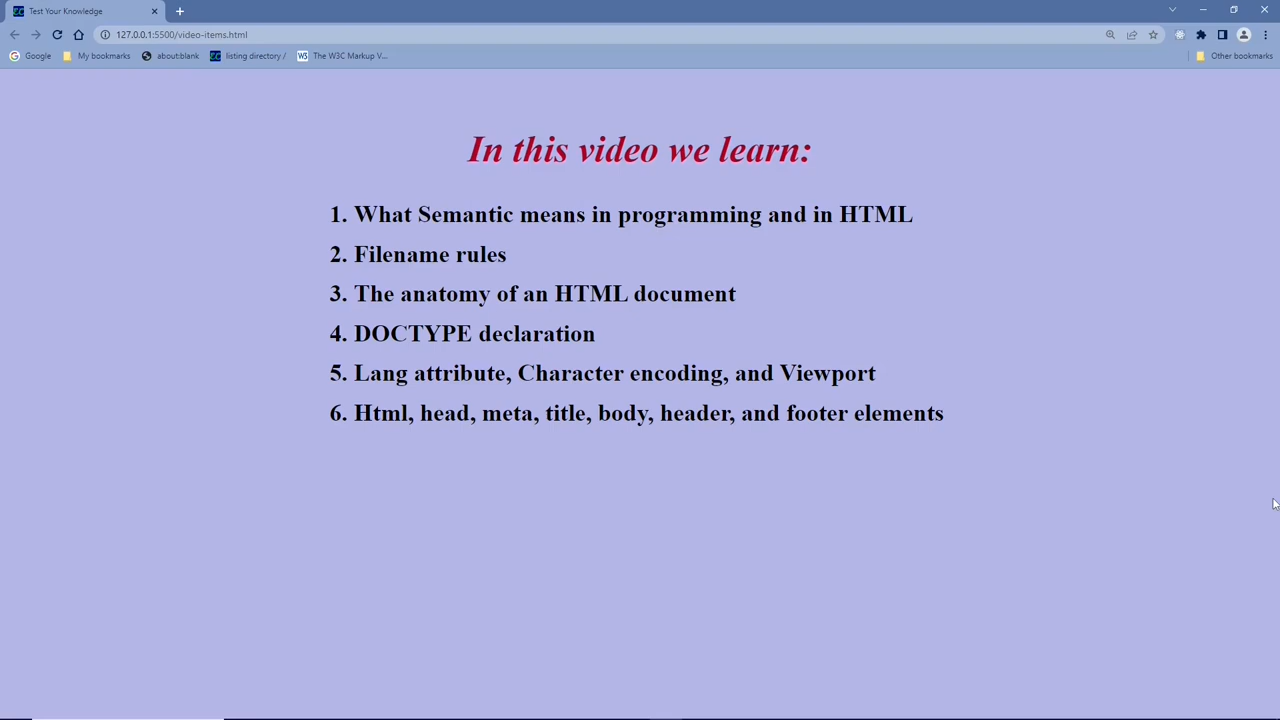 Test Your Knowledge
127.0.0.1:5500/video-items.html
Google My bookmarks about:blank listing directory / The W3C Markup V... Other bookmarks
In this video we learn:
1. What Semantic means in programming and in HTML
2. Filename rules
3. The anatomy of an HTML document
4. DOCTYPE declaration
5. Lang attribute, Character encoding, and Viewport
6. Html, head, meta, title, body, header, and footer elements